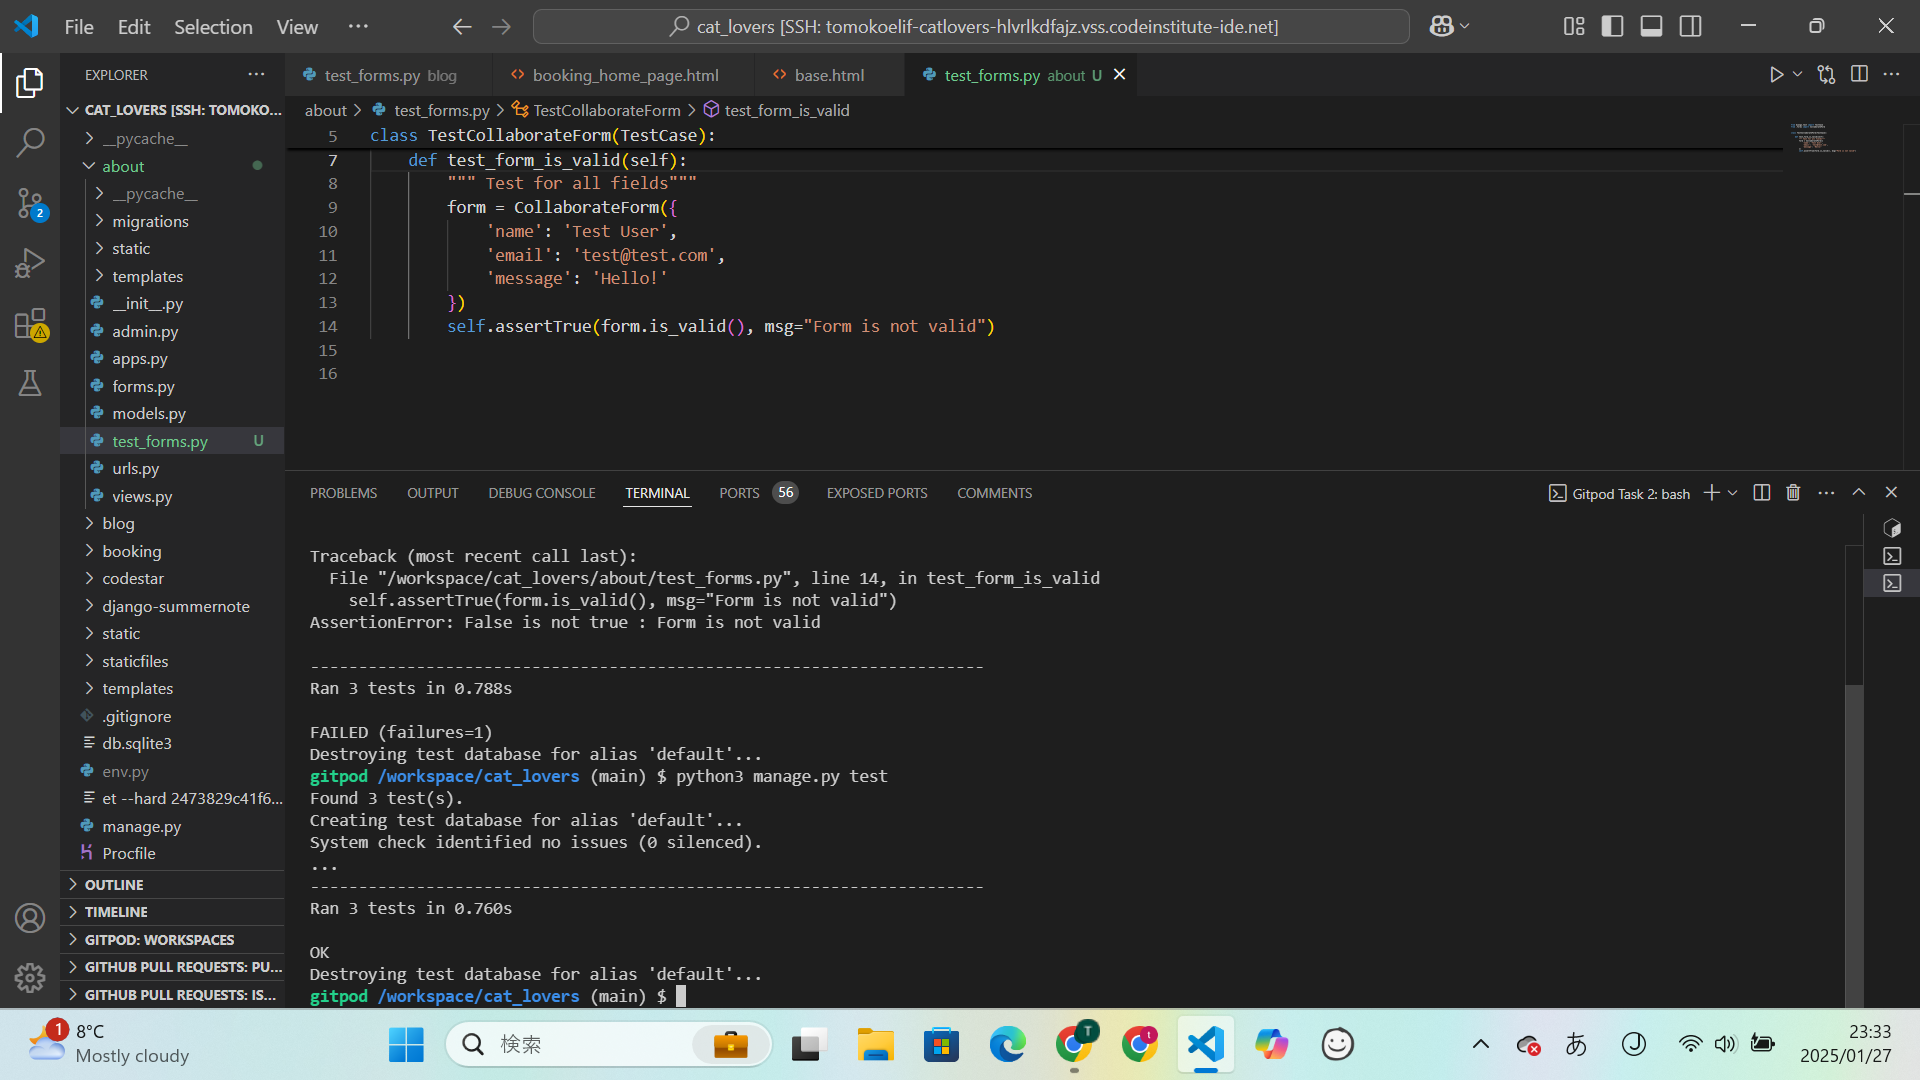 File Edit Selection View ···
cat_lovers [SSH: tomokoelif-catlovers-hlvrlkdfajz.vss.codeinstitute-ide.net]
EXPLORER ···
CAT_LOVERS [SSH: TOMOKO...
__pycache__
about
__pycache__
migrations
static
templates
__init__.py
admin.py
apps.py
forms.py
models.py
test_forms.py U
urls.py
views.py
blog
booking
codestar
django-summernote
static
staticfiles
templates
.gitignore
db.sqlite3
env.py
et --hard 2473829c41f6...
manage.py
Procfile
OUTLINE
TIMELINE
GITPOD: WORKSPACES
GITHUB PULL REQUESTS: PU...
GITHUB PULL REQUESTS: IS...
2
test_forms.py blog
booking_home_page.html
base.html
test_forms.py about U
about > test_forms.py > TestCollaborateForm > test_form_is_valid
5 class TestCollaborateForm(TestCase):
7 def test_form_is_valid(self):
8 """ Test for all fields"""
9 form = CollaborateForm({
10 'name': 'Test User',
11 'email': 'test@test.com',
12 'message': 'Hello!'
13 })
14 self.assertTrue(form.is_valid(), msg="Form is not valid")
15
16
PROBLEMS OUTPUT DEBUG CONSOLE TERMINAL PORTS 56 EXPOSED PORTS COMMENTS
Gitpod Task 2: bash
Traceback (most recent call last):
File "/workspace/cat_lovers/about/test_forms.py", line 14, in test_form_is_valid
self.assertTrue(form.is_valid(), msg="Form is not valid")
AssertionError: False is not true : Form is not valid
----------------------------------------------------------------------
Ran 3 tests in 0.788s
FAILED (failures=1)
Destroying test database for alias 'default'...
gitpod /workspace/cat_lovers (main) $ python3 manage.py test
Found 3 test(s).
Creating test database for alias 'default'...
System check identified no issues (0 silenced).
...
----------------------------------------------------------------------
Ran 3 tests in 0.760s
OK
Destroying test database for alias 'default'...
gitpod /workspace/cat_lovers (main) $
1
8°C
Mostly cloudy
検索
T
t
あ
J
23:33
2025/01/27